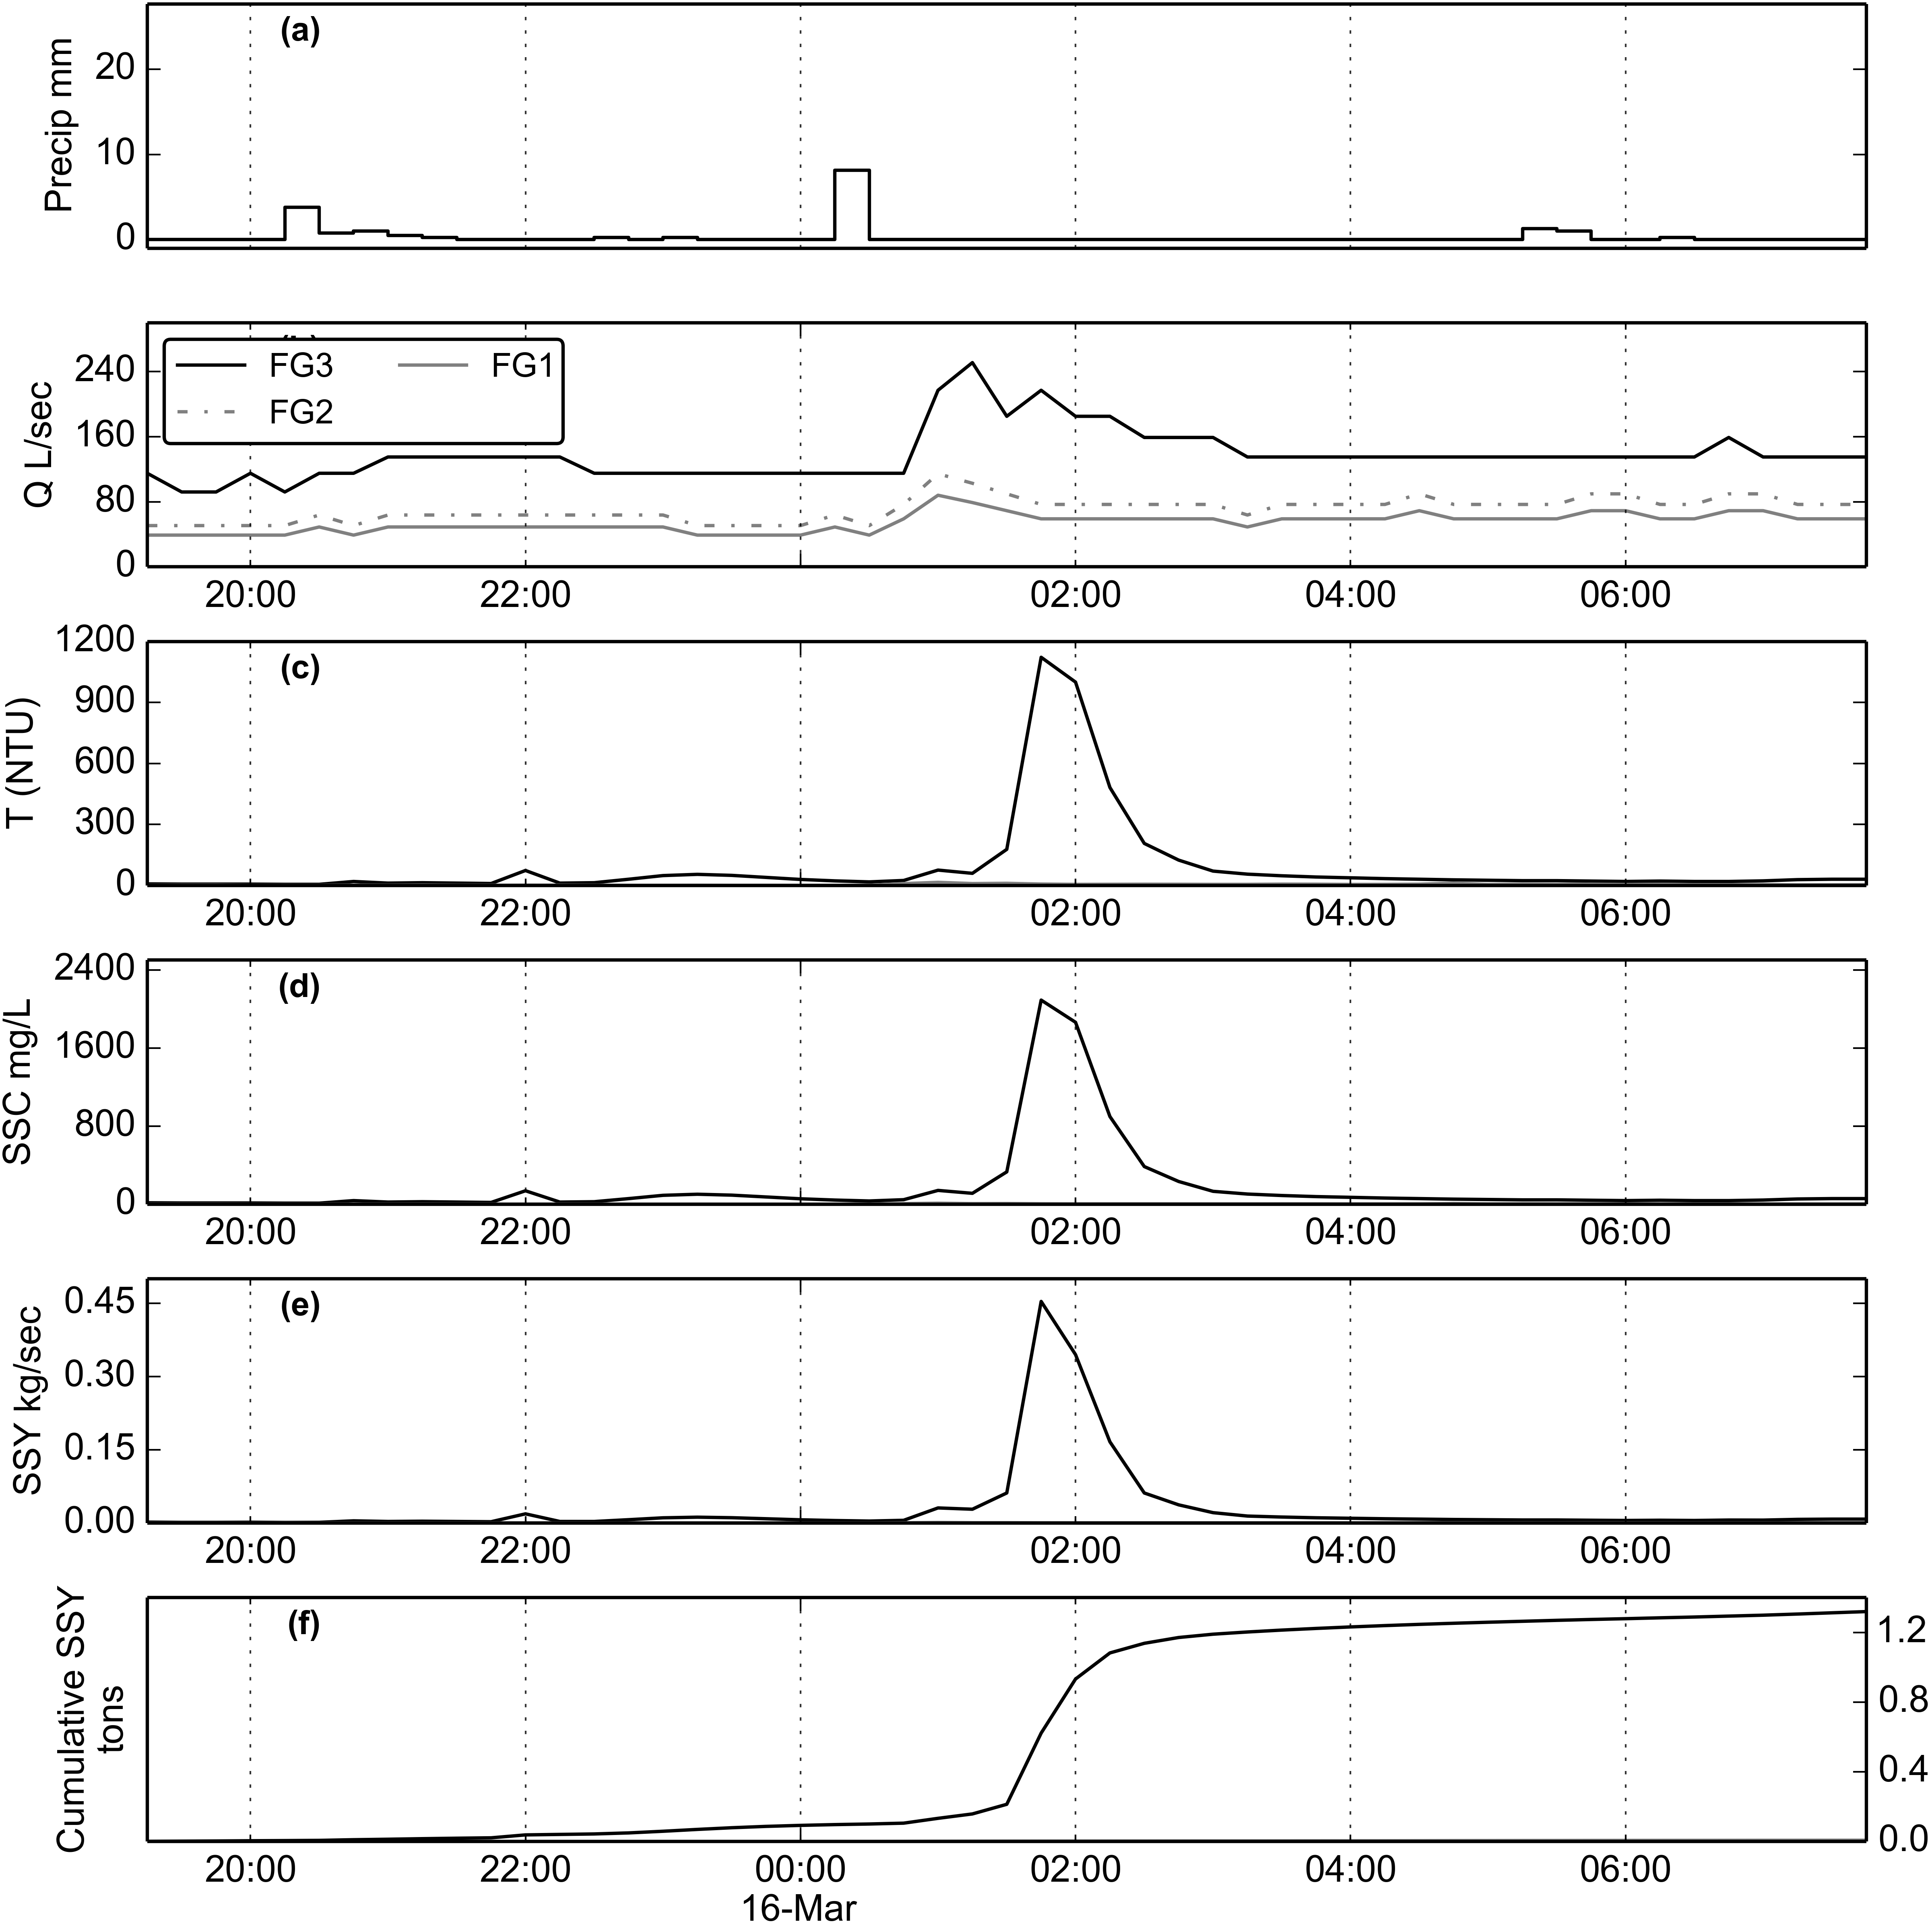 (a)
Precip mm
20
10
0
FG3 FG1
FG2
Q L/sec
240
160
80
0
20:00 22:00 02:00 04:00 06:00
(c)
T (NTU)
1200
900
600
300
0
20:00 22:00 02:00 04:00 06:00
(d)
SSC mg/L
2400
1600
800
0
20:00 22:00 02:00 04:00 06:00
(e)
SSY kg/sec
0.45
0.30
0.15
0.00
20:00 22:00 02:00 04:00 06:00
(f)
Cumulative SSY
tons
1.2
0.8
0.4
0.0
20:00 22:00 00:00 02:00 04:00 06:00
16-Mar